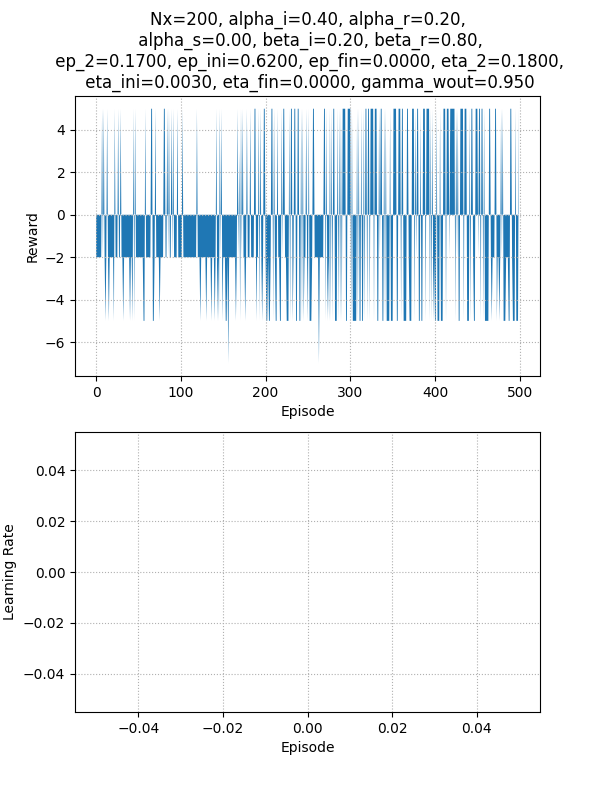 Nx=200, alpha_i=0.40, alpha_r=0.20,
alpha_s=0.00, beta_i=0.20, beta_r=0.80,
ep_2=0.1700, ep_ini=0.6200, ep_fin=0.0000, eta_2=0.1800,
eta_ini=0.0030, eta_fin=0.0000, gamma_wout=0.950
4
2
0
−2
−4
−6
Reward
0 100 200 300 400 500
Episode
0.04
0.02
0.00
−0.02
−0.04
Learning Rate
−0.04 −0.02 0.00 0.02 0.04
Episode